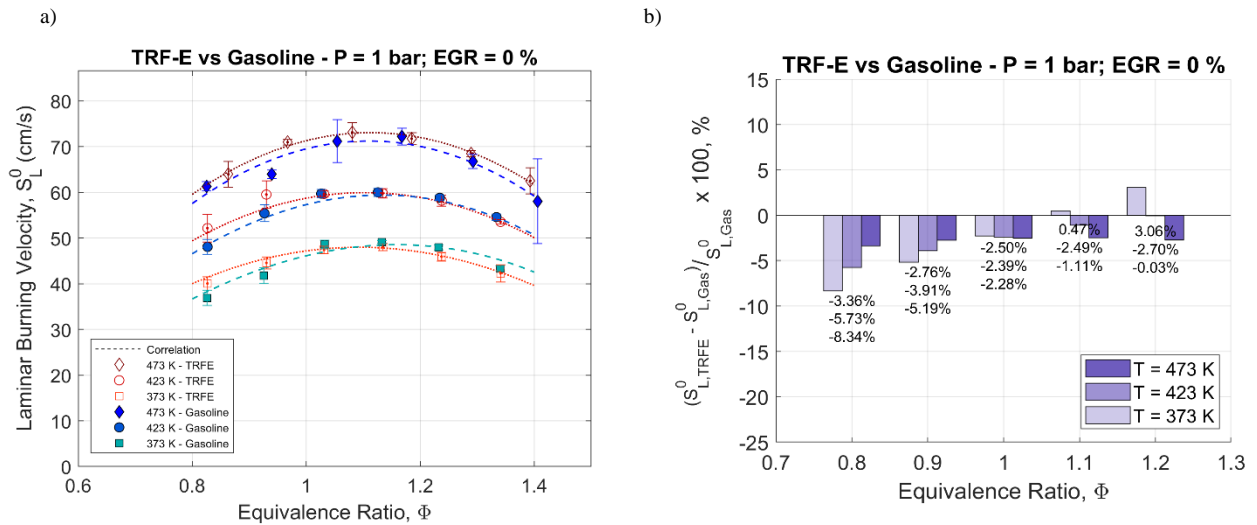 a)
TRF-E vs Gasoline - P = 1 bar; EGR = 0 %
Laminar Burning Velocity, S_L^0 (cm/s)
80
70
60
50
40
30
20
10
0
Correlation
473 K - TRFE
423 K - TRFE
373 K - TRFE
473 K - Gasoline
423 K - Gasoline
373 K - Gasoline
0.6
0.8
1
1.2
1.4
Equivalence Ratio, Φ
b)
TRF-E vs Gasoline - P = 1 bar; EGR = 0 %
(S^0_{L,TRFE} - S^0_{L,Gas})/S^0_{L,Gas} x 100, %
15
10
5
0
-5
-10
-15
-20
-25
-3.36%
-5.73%
-8.34%
-2.76%
-3.91%
-5.19%
-2.50%
-2.39%
-2.28%
0.47%
-2.49%
-1.11%
3.06%
-2.70%
-0.03%
T = 473 K
T = 423 K
T = 373 K
0.7
0.8
0.9
1
1.1
1.2
1.3
Equivalence Ratio, Φ